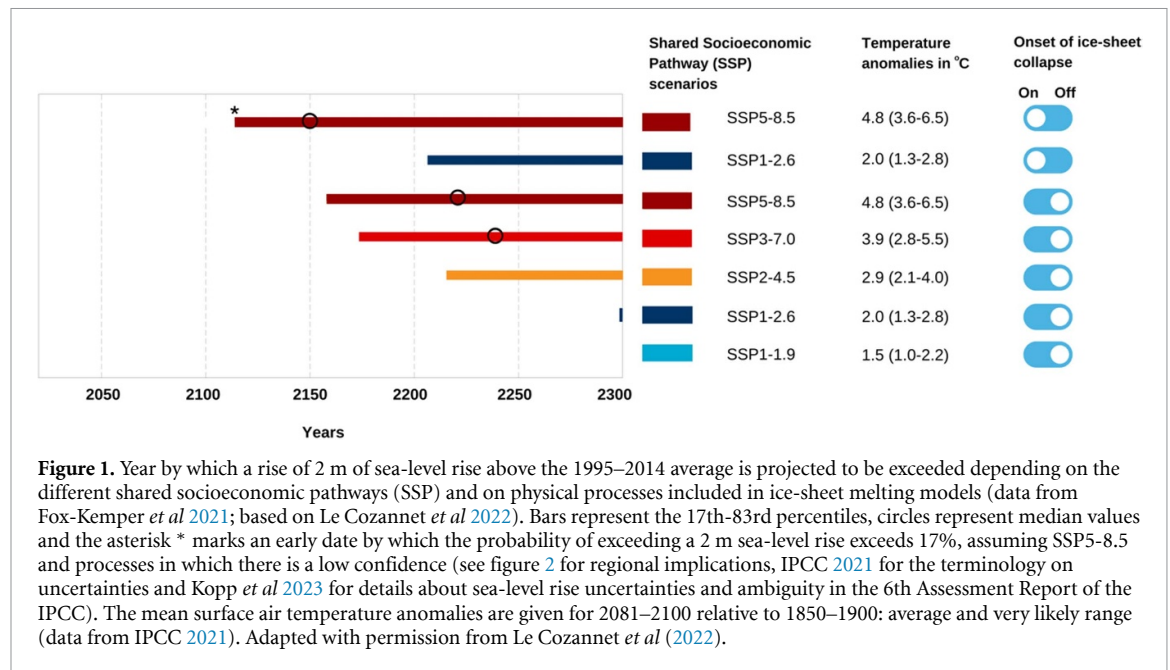 Shared Socioeconomic
Pathway (SSP)
scenarios
Temperature
anomalies in °C
Onset of ice-sheet
collapse
On Off
*
SSP5-8.5 4.8 (3.6-6.5)
SSP1-2.6 2.0 (1.3-2.8)
SSP5-8.5 4.8 (3.6-6.5)
SSP3-7.0 3.9 (2.8-5.5)
SSP2-4.5 2.9 (2.1-4.0)
SSP1-2.6 2.0 (1.3-2.8)
SSP1-1.9 1.5 (1.0-2.2)
2050 2100 2150 2200 2250 2300
Years
Figure 1. Year by which a rise of 2 m of sea-level rise above the 1995–2014 average is projected to be exceeded depending on the
different shared socioeconomic pathways (SSP) and on physical processes included in ice-sheet melting models (data from
Fox-Kemper et al 2021; based on Le Cozannet et al 2022). Bars represent the 17th-83rd percentiles, circles represent median values
and the asterisk * marks an early date by which the probability of exceeding a 2 m sea-level rise exceeds 17%, assuming SSP5-8.5
and processes in which there is a low confidence (see figure 2 for regional implications, IPCC 2021 for the terminology on
uncertainties and Kopp et al 2023 for details about sea-level rise uncertainties and ambiguity in the 6th Assessment Report of the
IPCC). The mean surface air temperature anomalies are given for 2081–2100 relative to 1850–1900: average and very likely range
(data from IPCC 2021). Adapted with permission from Le Cozannet et al (2022).